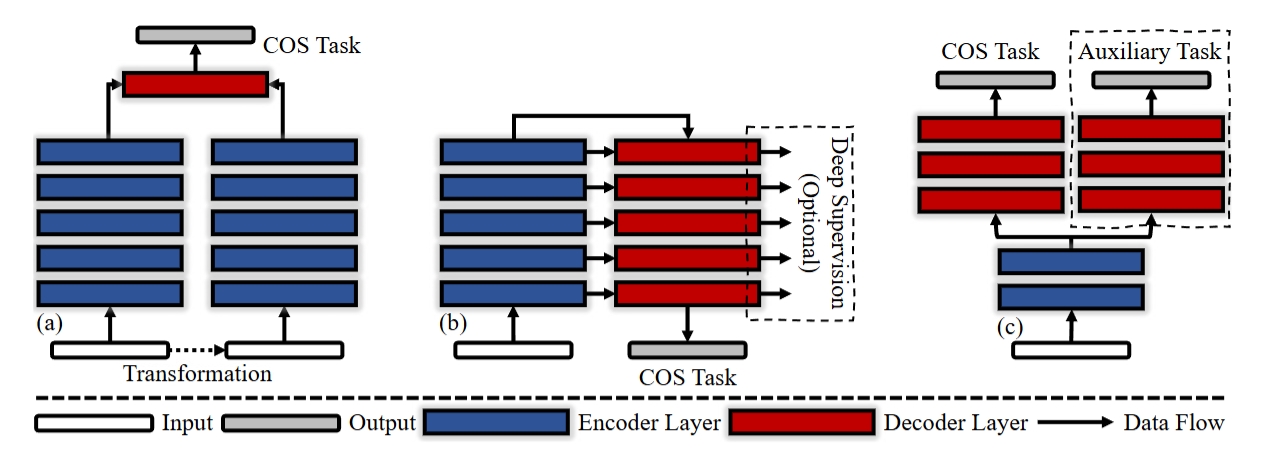 COS Task
(a)
Transformation
Deep Supervision
(Optional)
(b)
COS Task
COS Task
Auxiliary Task
(c)
Input
Output
Encoder Layer
Decoder Layer
Data Flow